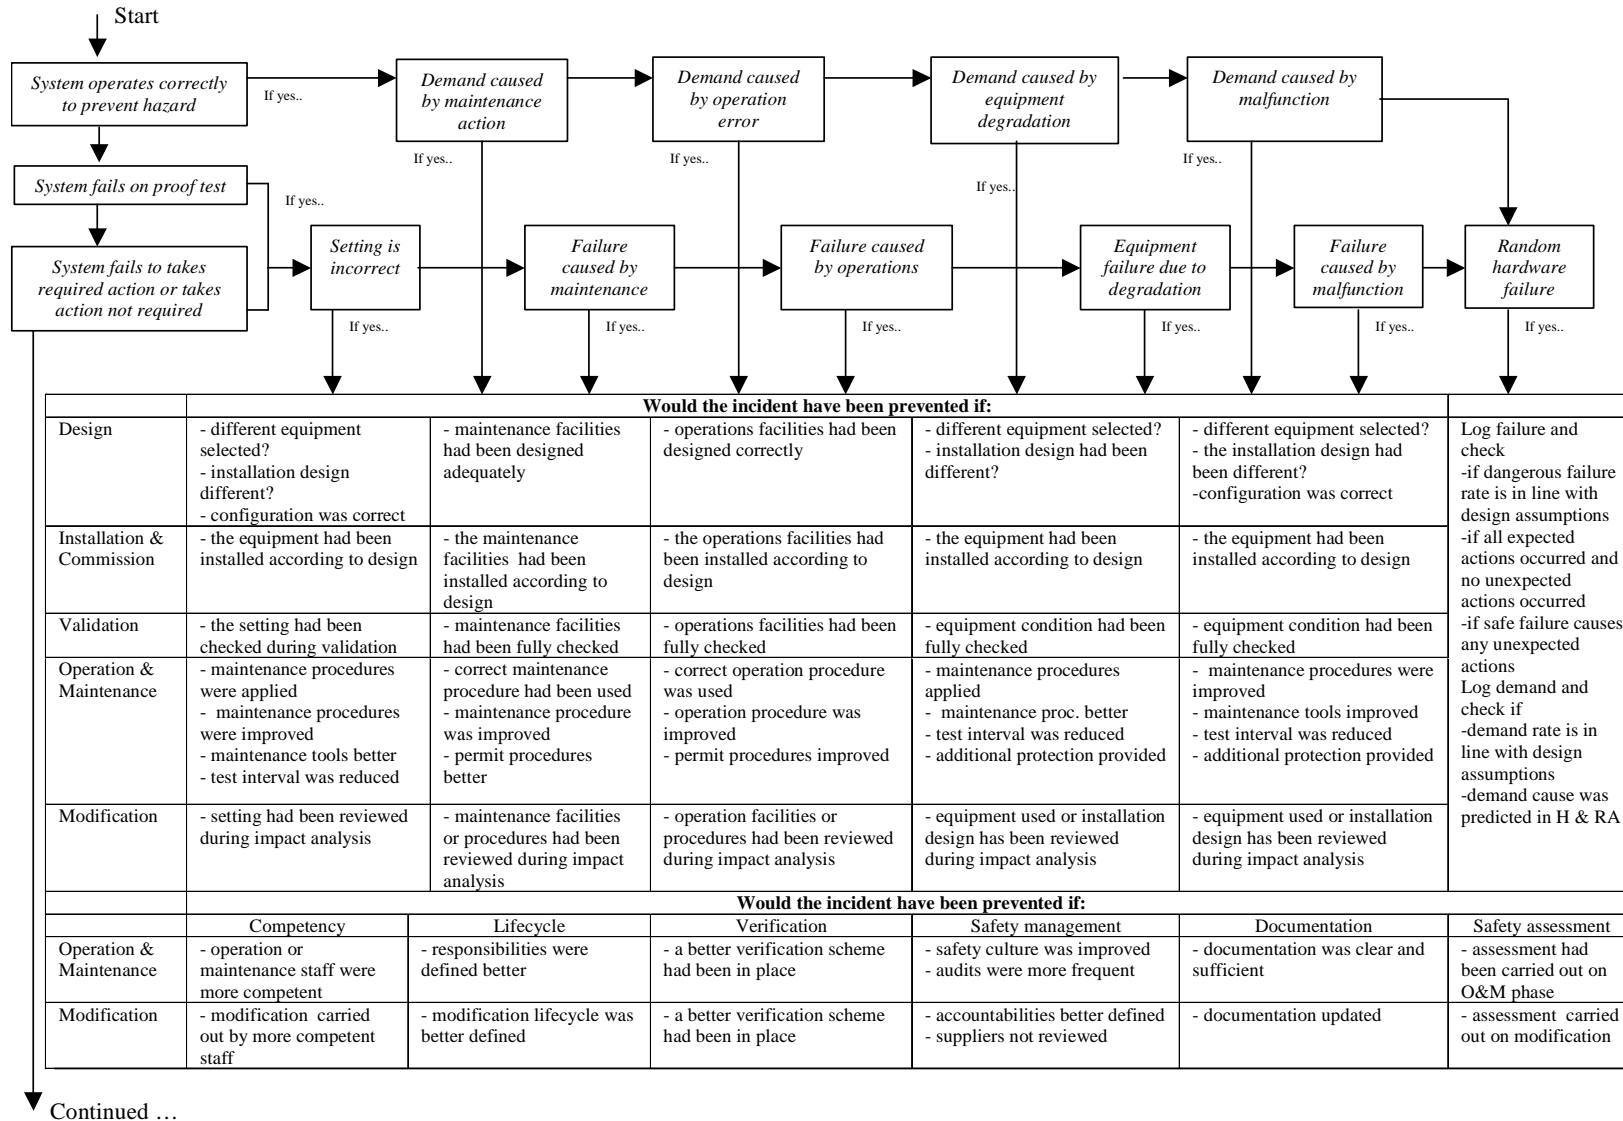 Start
System operates correctly
to prevent hazard
If yes..
Demand caused
by maintenance
action
If yes..
Demand caused
by operation
error
If yes..
Demand caused by
equipment
degradation
If yes..
Demand caused by
malfunction
If yes..
System fails on proof test
If yes..
System fails to takes
required action or takes
action not required
Setting is
incorrect
If yes..
Failure
caused by
maintenance
If yes..
Failure caused
by operations
If yes..
Equipment
failure due to
degradation
If yes..
Failure
caused by
malfunction
If yes..
Random
hardware
failure
If yes..
Would the incident have been prevented if:
Design
- different equipment
selected?
- installation design
different?
- configuration was correct
- maintenance facilities
had been designed
adequately
- operations facilities had been
designed correctly
- different equipment selected?
- installation design had been
different?
- different equipment selected?
- the installation design had
been different?
-configuration was correct
Log failure and
check
-if dangerous failure
rate is in line with
design assumptions
-if all expected
actions occurred and
no unexpected
actions occurred
-if safe failure causes
any unexpected
actions
Log demand and
check if
-demand rate is in
line with design
assumptions
-demand cause was
predicted in H & RA
Installation &
Commission
- the equipment had been
installed according to design
- the maintenance
facilities  had been
installed according to
design
- the operations facilities had
been installed according to
design
- the equipment had been
installed according to design
- the equipment had been
installed according to design
Validation
- the setting had been
checked during validation
- maintenance facilities
had been fully checked
- operations facilities had been
fully checked
- equipment condition had been
fully checked
- equipment condition had been
fully checked
Operation &
Maintenance
- maintenance procedures
were applied
-  maintenance procedures
were improved
- maintenance tools better
- test interval was reduced
- correct maintenance
procedure had been used
- maintenance procedure
was improved
- permit procedures
better
- correct operation procedure
was used
- operation procedure was
improved
- permit procedures improved
- maintenance procedures
applied
-  maintenance proc. better
- test interval was reduced
- additional protection provided
-  maintenance procedures were
improved
- maintenance tools improved
- test interval was reduced
- additional protection provided
Modification
- setting had been reviewed
during impact analysis
- maintenance facilities
or procedures had been
reviewed during impact
analysis
- operation facilities or
procedures had been reviewed
during impact analysis
- equipment used or installation
design has been reviewed
during impact analysis
- equipment used or installation
design has been reviewed
during impact analysis
Would the incident have been prevented if:
Competency
Lifecycle
Verification
Safety management
Documentation
Safety assessment
Operation &
Maintenance
- operation or
maintenance staff were
more competent
- responsibilities were
defined better
- a better verification scheme
had been in place
- safety culture was improved
- audits were more frequent
- documentation was clear and
sufficient
- assessment had
been carried out on
O&M phase
Modification
- modification  carried
out by more competent
staff
- modification lifecycle was
better defined
- a better verification scheme
had been in place
- accountabilities better defined
- suppliers not reviewed
- documentation updated
- assessment  carried
out on modification
Continued …